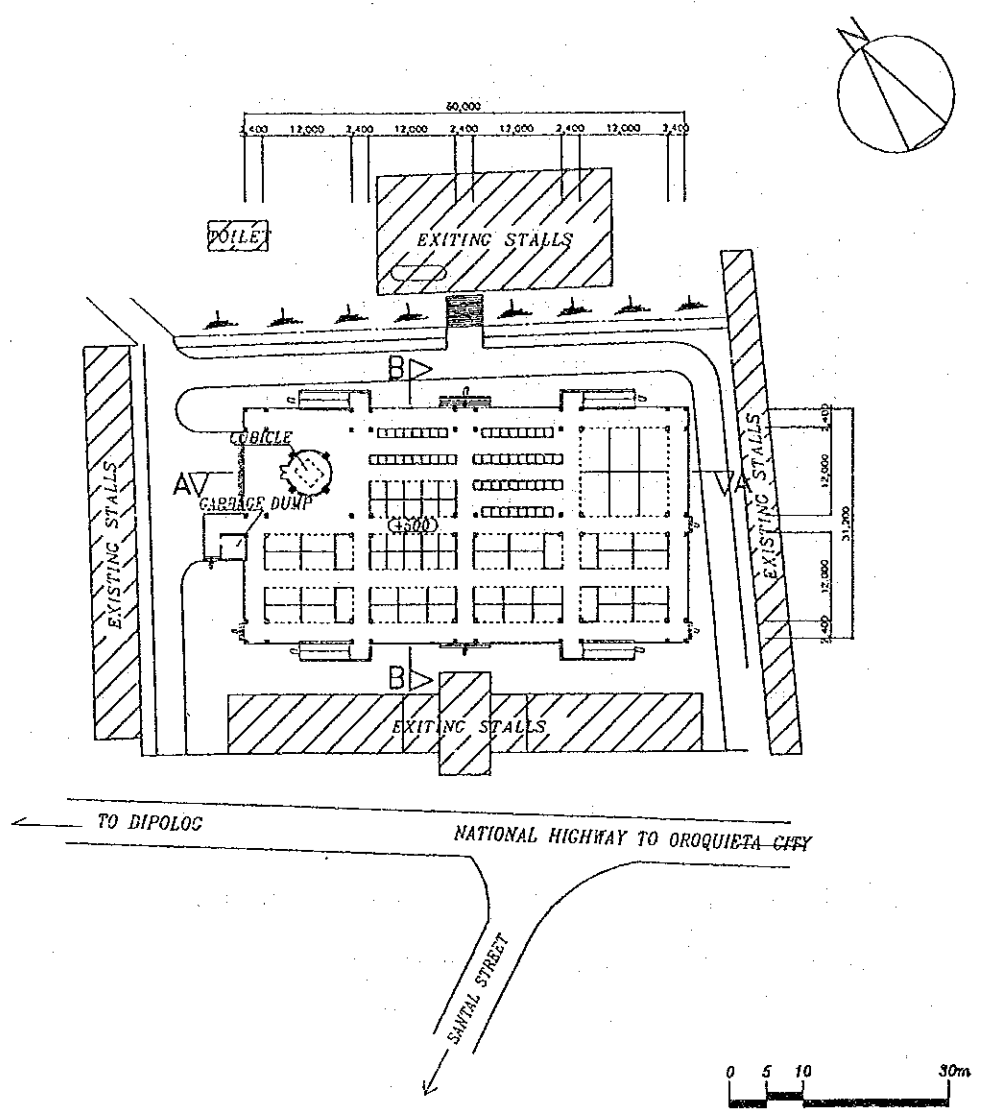 N
60,000
2,400 12,000 2,400 12,000 2,400 12,000 2,400 12,000 2,400
TOILET
EXITING STALLS
B
CUBICLE
A
A
GARBAGE DUMP
4500
2,400
12,000
31,200
12,000
2,400
EXISTING STALLS
EXISTING STALLS
B
EXITING STALLS
TO DIPOLOG
NATIONAL HIGHWAY TO OROQUIETA CITY
SANTAL STREET
0 5 10 30m